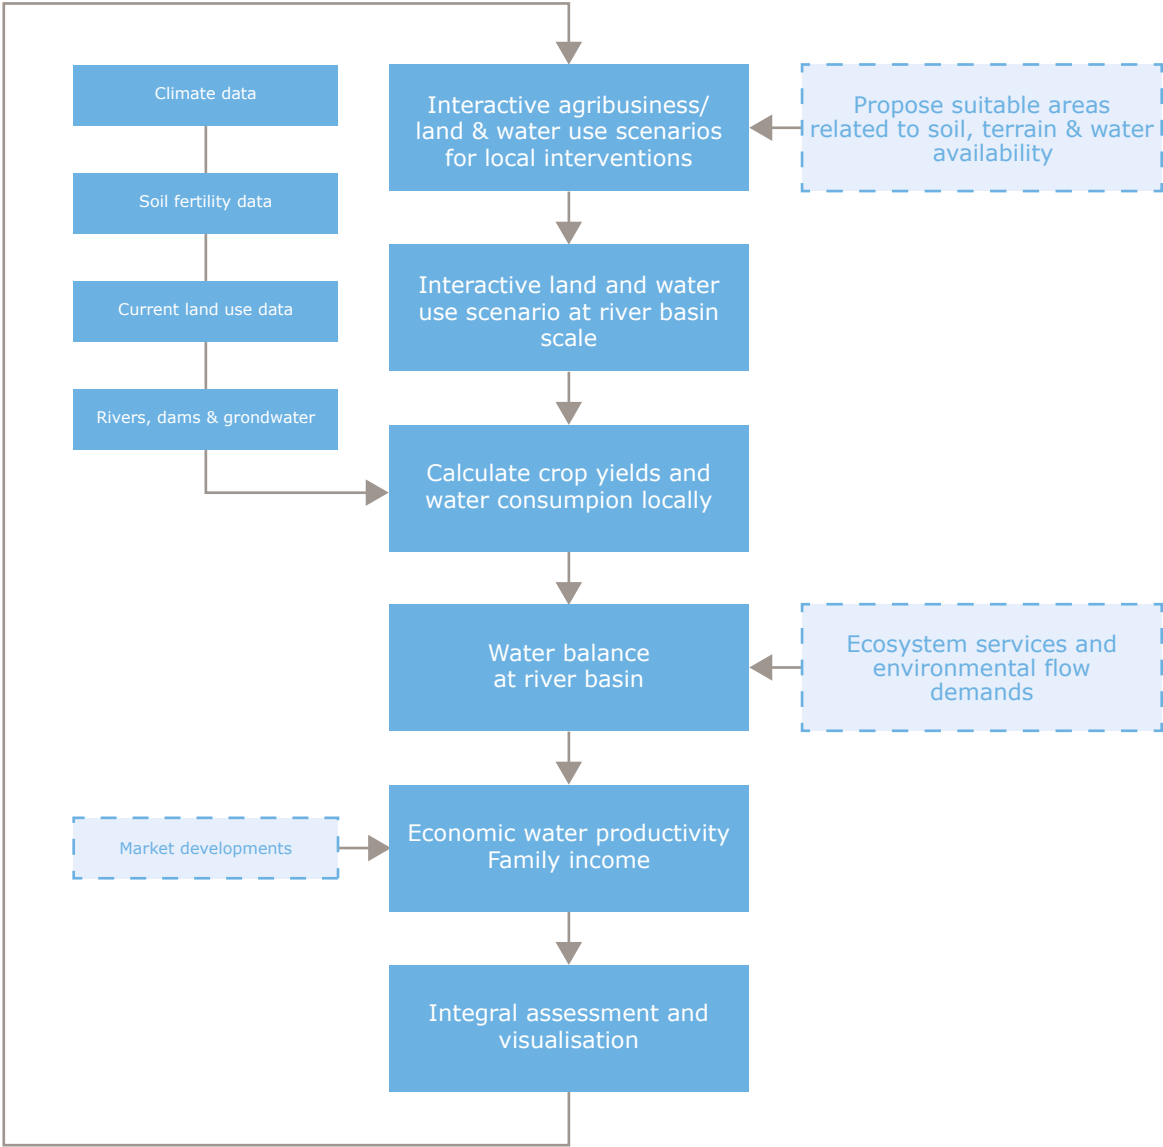 Climate data
Soil fertility data
Current land use data
Rivers, dams & grondwater
Interactive agribusiness/
land & water use scenarios
for local interventions
Propose suitable areas
related to soil, terrain & water
availability
Interactive land and water
use scenario at river basin
scale
Calculate crop yields and
water consumpion locally
Water balance
at river basin
Ecosystem services and
environmental flow
demands
Market developments
Economic water productivity
Family income
Integral assessment and
visualisation